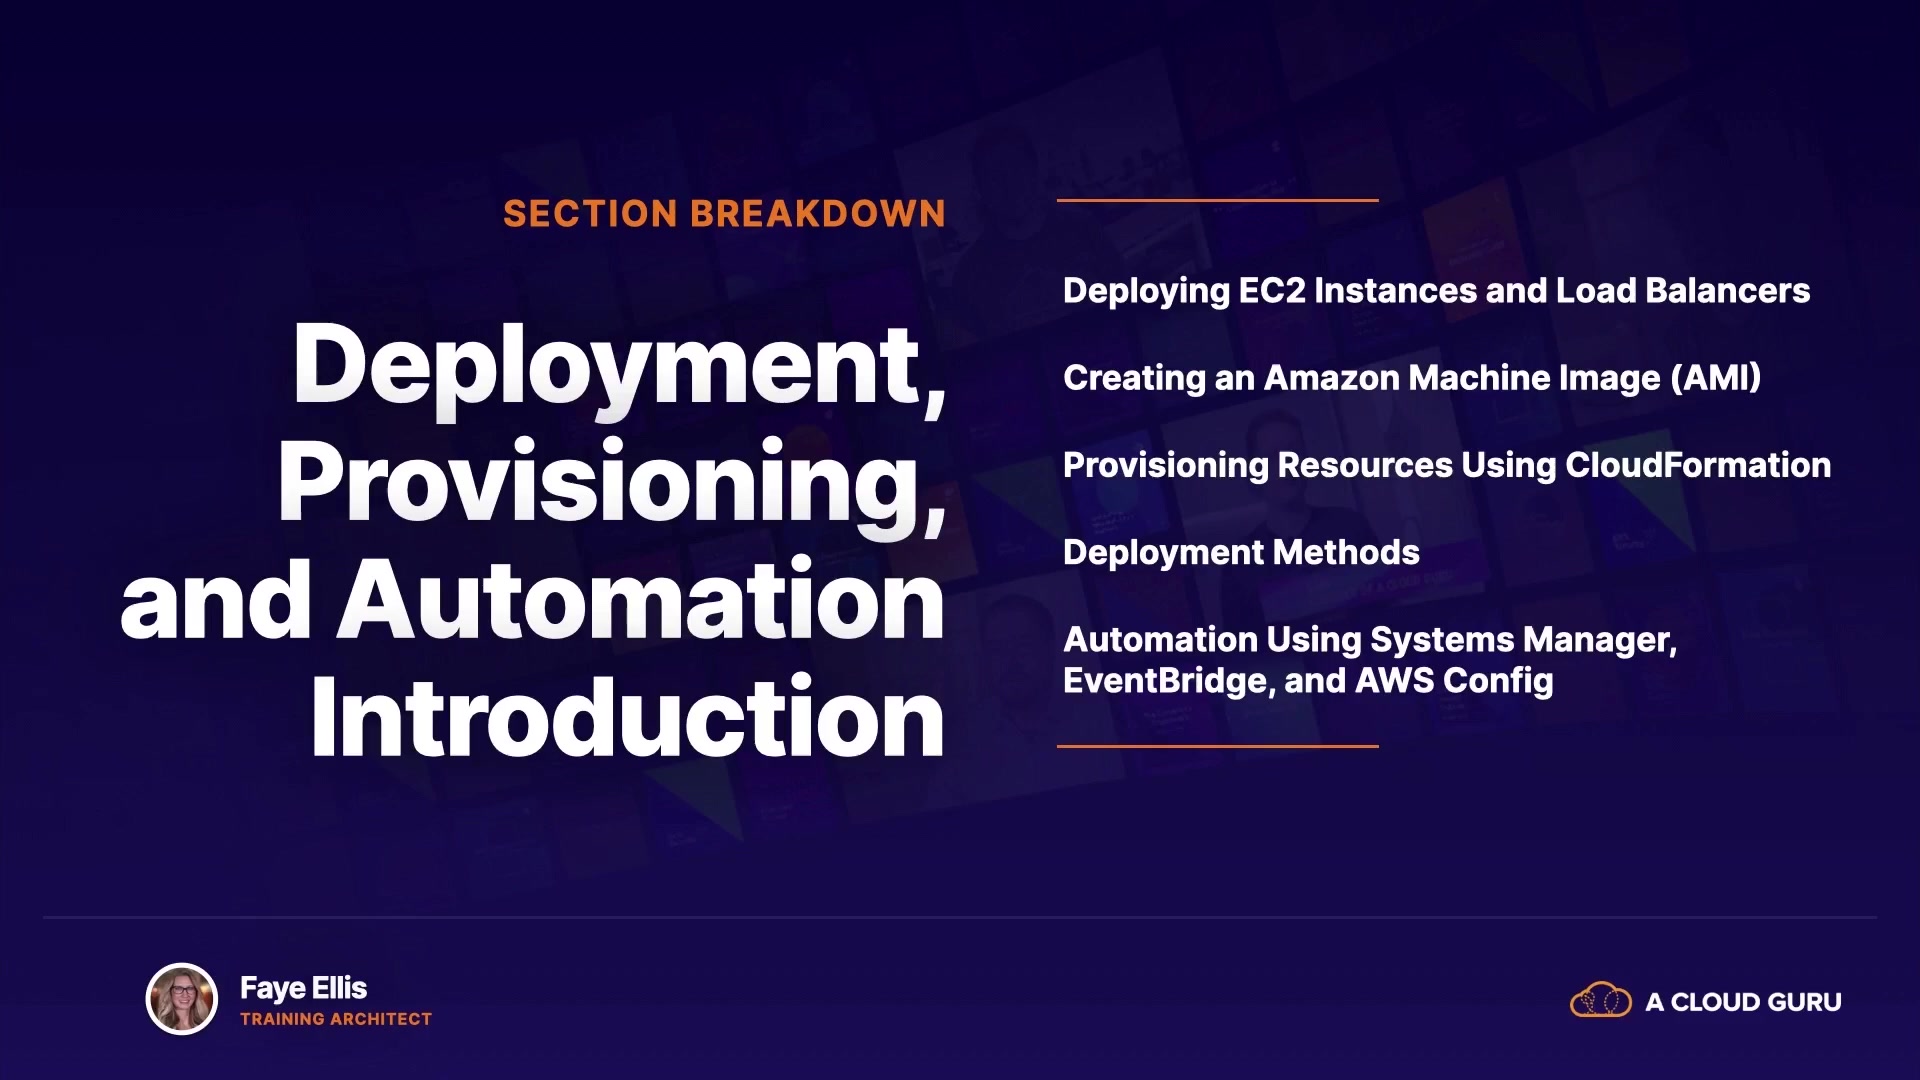 SECTION BREAKDOWN
Deployment,
Provisioning,
and Automation
Introduction
Deploying EC2 Instances and Load Balancers
Creating an Amazon Machine Image (AMI)
Provisioning Resources Using CloudFormation
Deployment Methods
Automation Using Systems Manager,
EventBridge, and AWS Config
Faye Ellis
TRAINING ARCHITECT
A CLOUD GURU